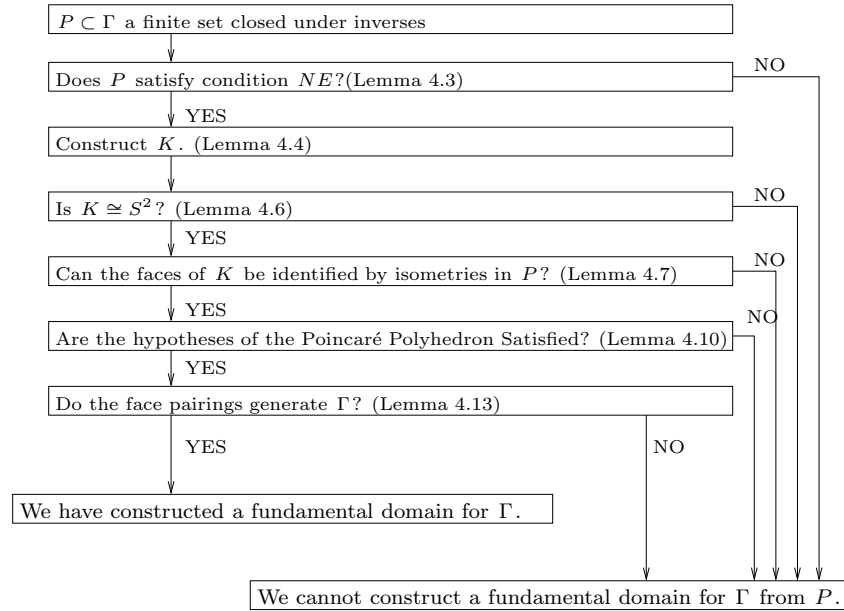 P ⊂ Γ a finite set closed under inverses
Does P satisfy condition NE?(Lemma 4.3)
NO
YES
Construct K. (Lemma 4.4)
Is K ≅ S²? (Lemma 4.6)
NO
YES
Can the faces of K be identified by isometries in P? (Lemma 4.7)
NO
YES
NO
Are the hypotheses of the Poincaré Polyhedron Satisfied? (Lemma 4.10)
YES
Do the face pairings generate Γ? (Lemma 4.13)
YES
NO
We have constructed a fundamental domain for Γ.
We cannot construct a fundamental domain for Γ from P.